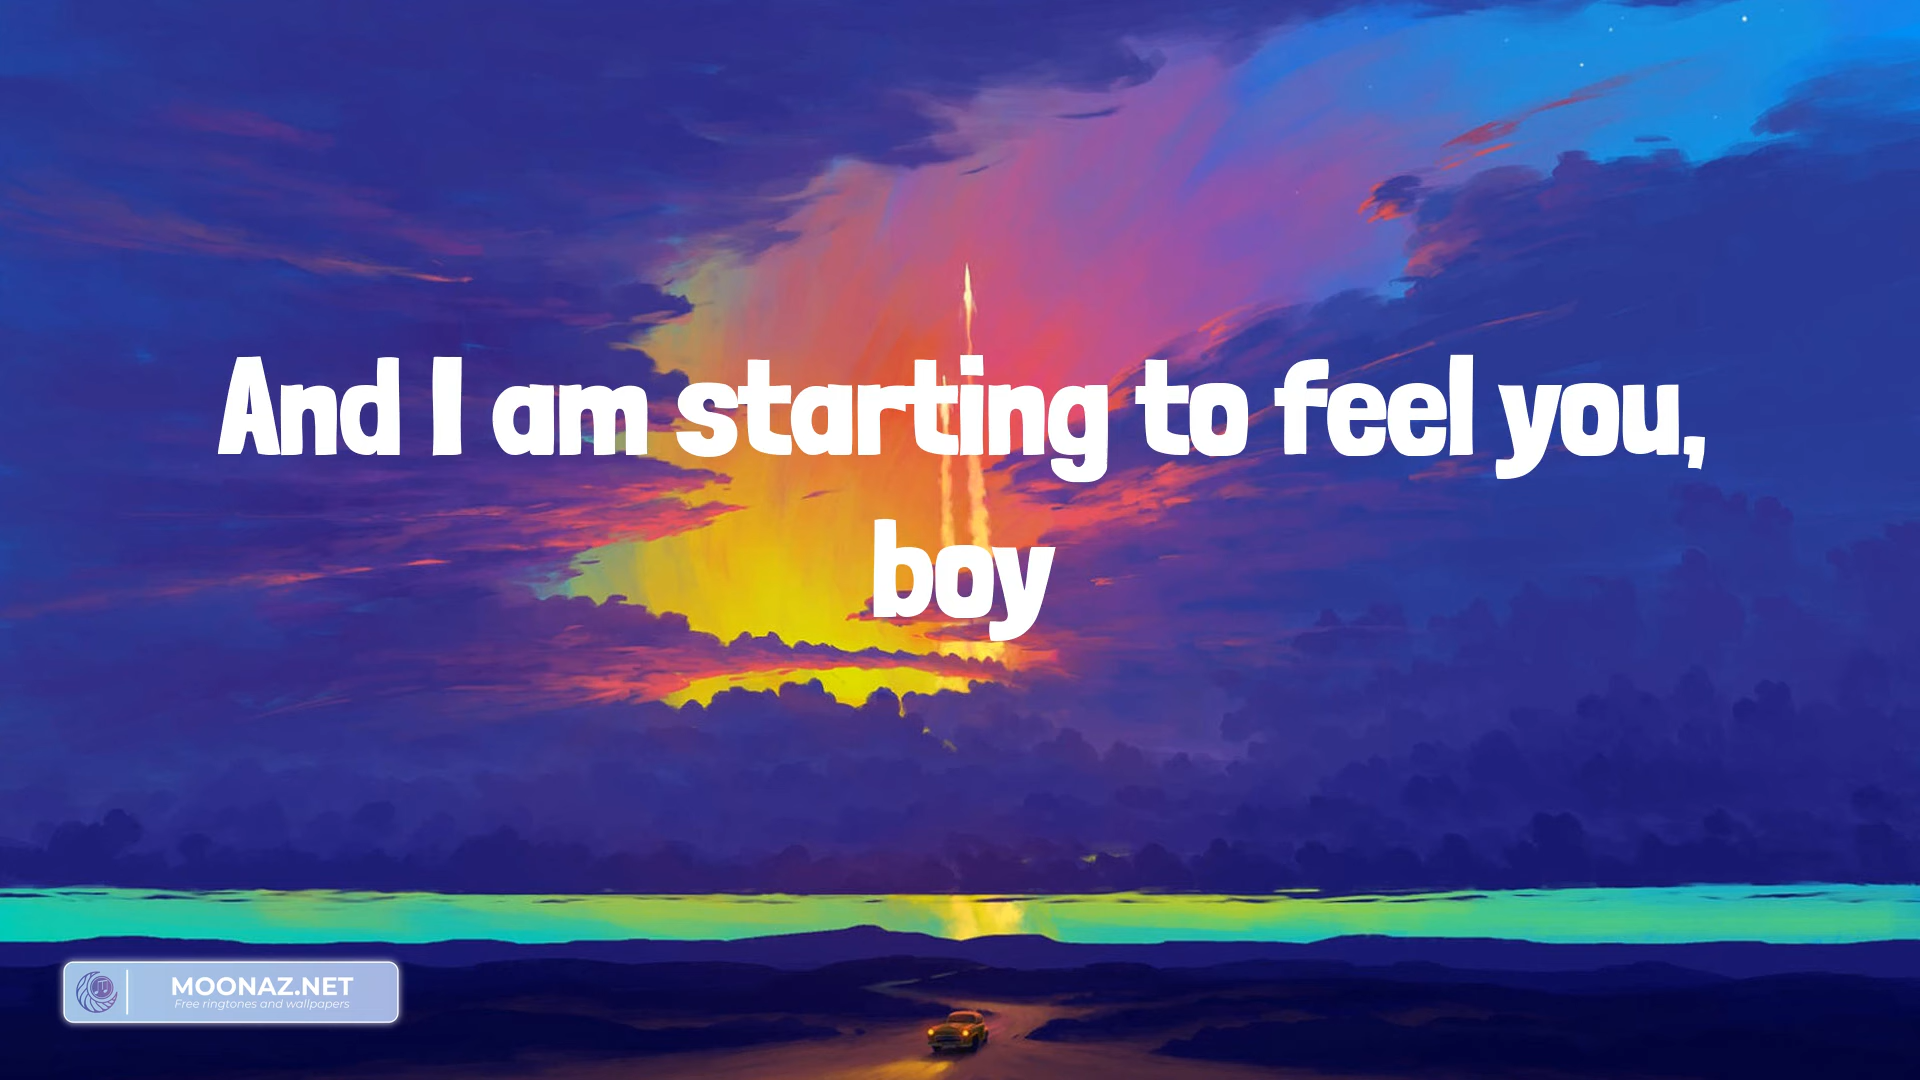 And I am starting to feel you,
boy
MOONAZ.NET
Free ringtones and wallpapers